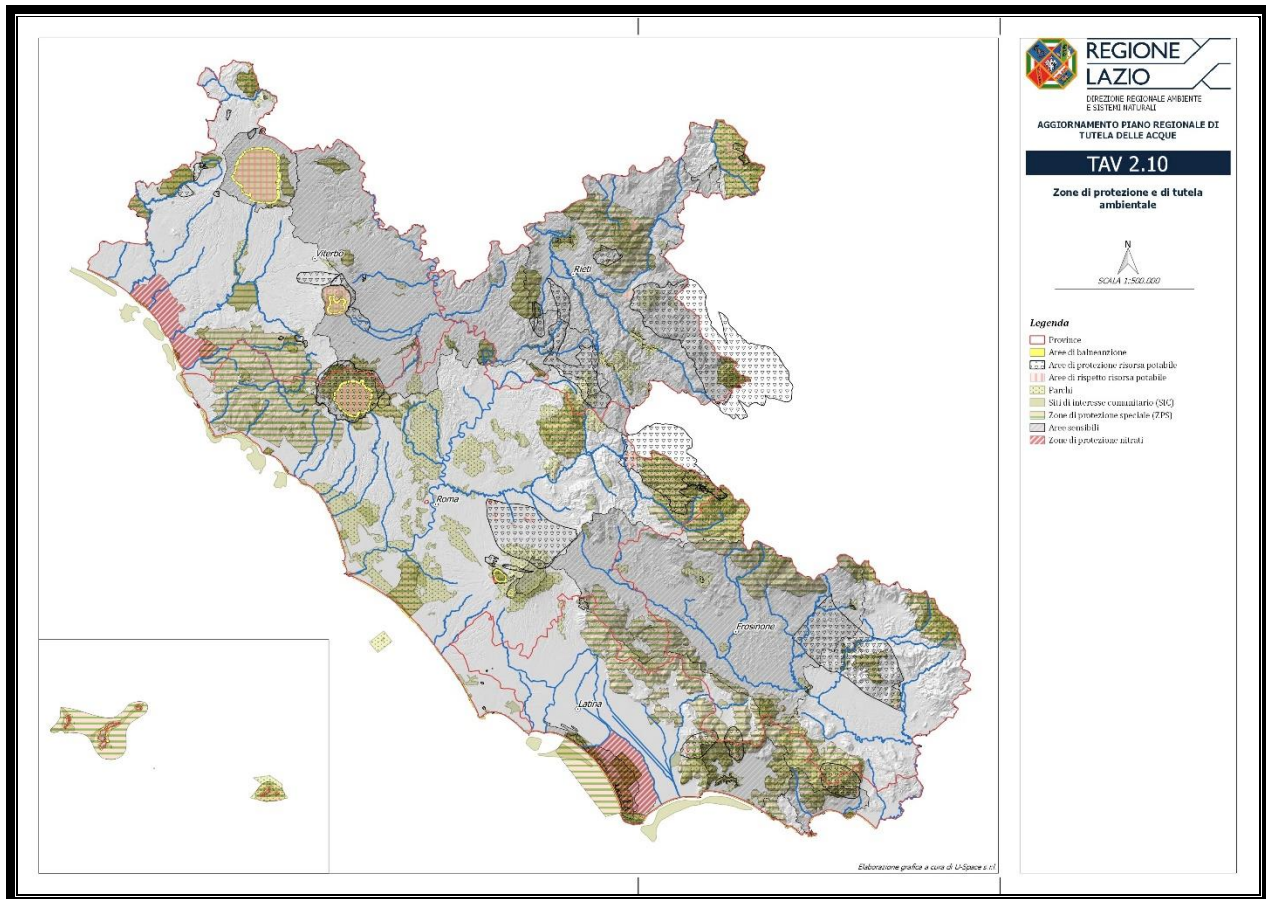 REGIONE
LAZIO
DIREZIONE REGIONALE AMBIENTE
E SISTEMI NATURALI
AGGIORNAMENTO PIANO REGIONALE DI
TUTELA DELLE ACQUE
TAV 2.10
Zone di protezione e di tutela
ambientale
N
SCALA 1:500.000
Legenda
Province
Aree di balneanzione
Aree di protezione risorsa potabile
Aree di rispetto risorsa potabile
Parchi
Siti di interesse comunitario (SIC)
Zone di protezione speciale (ZPS)
Aree sensibili
Zone di protezione nitrati
Viterbo
Rieti
Roma
Frosinone
Latina
Elaborazione grafica a cura di U-Space s r l